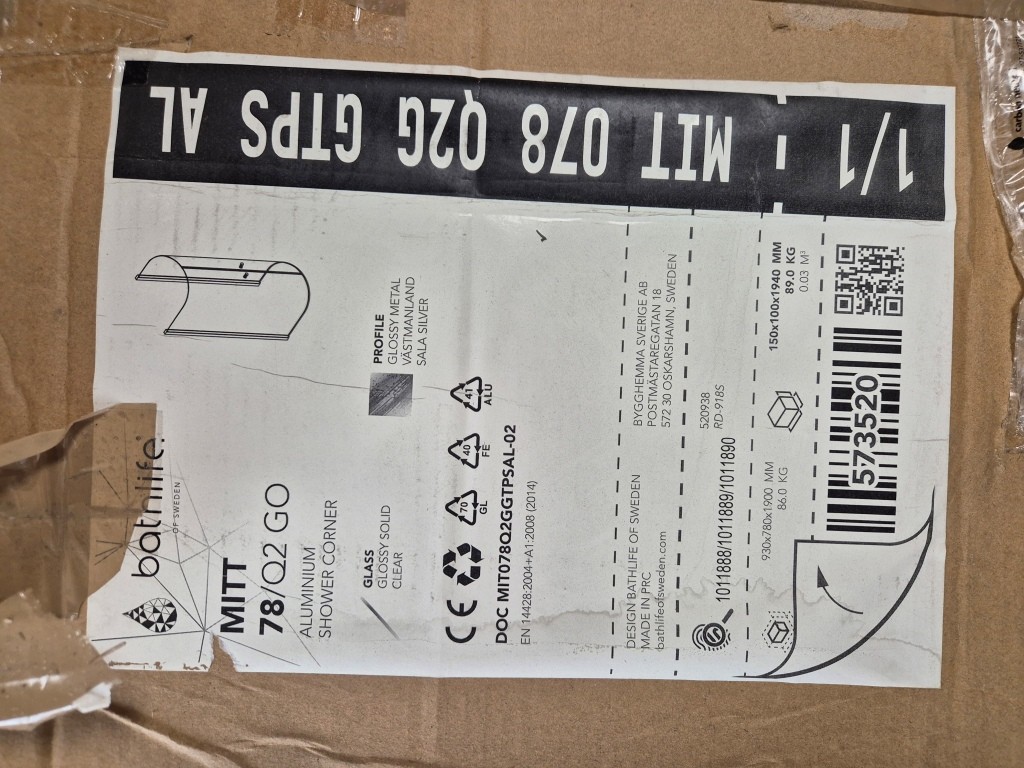 bathlife.
OF SWEDEN
MITT
78/Q2 GO
ALUMINIUM
SHOWER CORNER
GLASS
GLOSSY SOLID
CLEAR
PROFILE
GLOSSY METAL
VÄSTMANLAND
SALA SILVER
CE
70
GL
40
FE
41
ALU
DOC MIT078Q2GGTPSAL-02
EN 14428:2004+A1:2008 (2014)
DESIGN BATHLIFE OF SWEDEN
MADE IN PRC
bathlifeofsweden.com
BYGGHEMMA SVERIGE AB
POSTMÄSTAREGATAN 18
572 30 OSKARSHAMN, SWEDEN
1011888/1011889/1011890
520938
RD-918S
930x780x1900 MM
86.0 KG
150x100x1940 MM
89.0 KG
0.03 M³
573520
1/1 MIT 078 Q2G GTPS AL